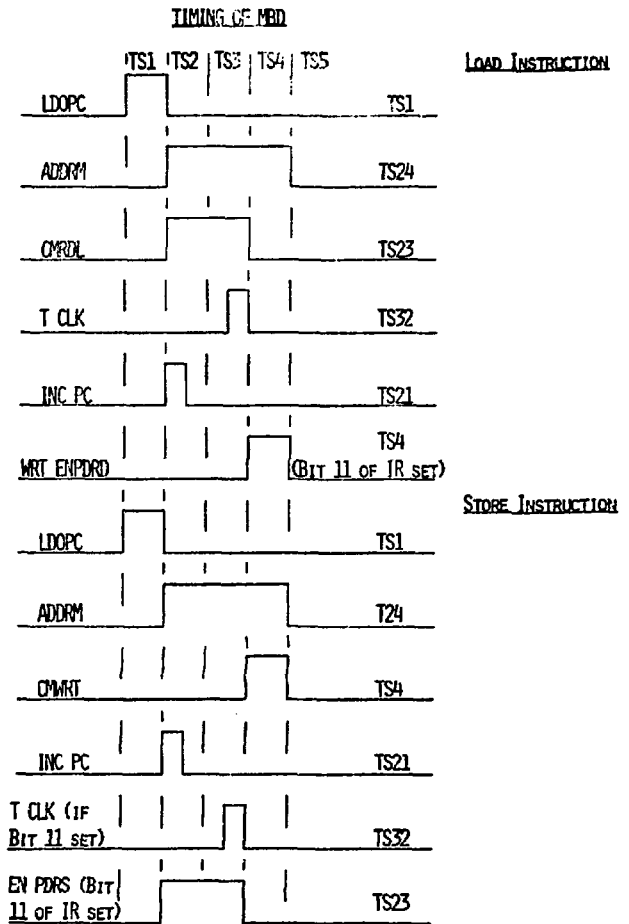 TIMING OF MBD
TS1 TS2 TS3 TS4 TS5
LOAD INSTRUCTION
LDOPC TS1
ADDRM TS24
CMRDL TS23
T CLK TS32
INC PC TS21
TS4
WRT ENPDRD (BIT 11 OF IR SET)
STORE INSTRUCTION
LDOPC TS1
ADDRM T24
CMWRT TS4
INC PC TS21
T CLK (IF
BIT 11 SET) TS32
EN PDRS (BIT
11 OF IR SET) TS23